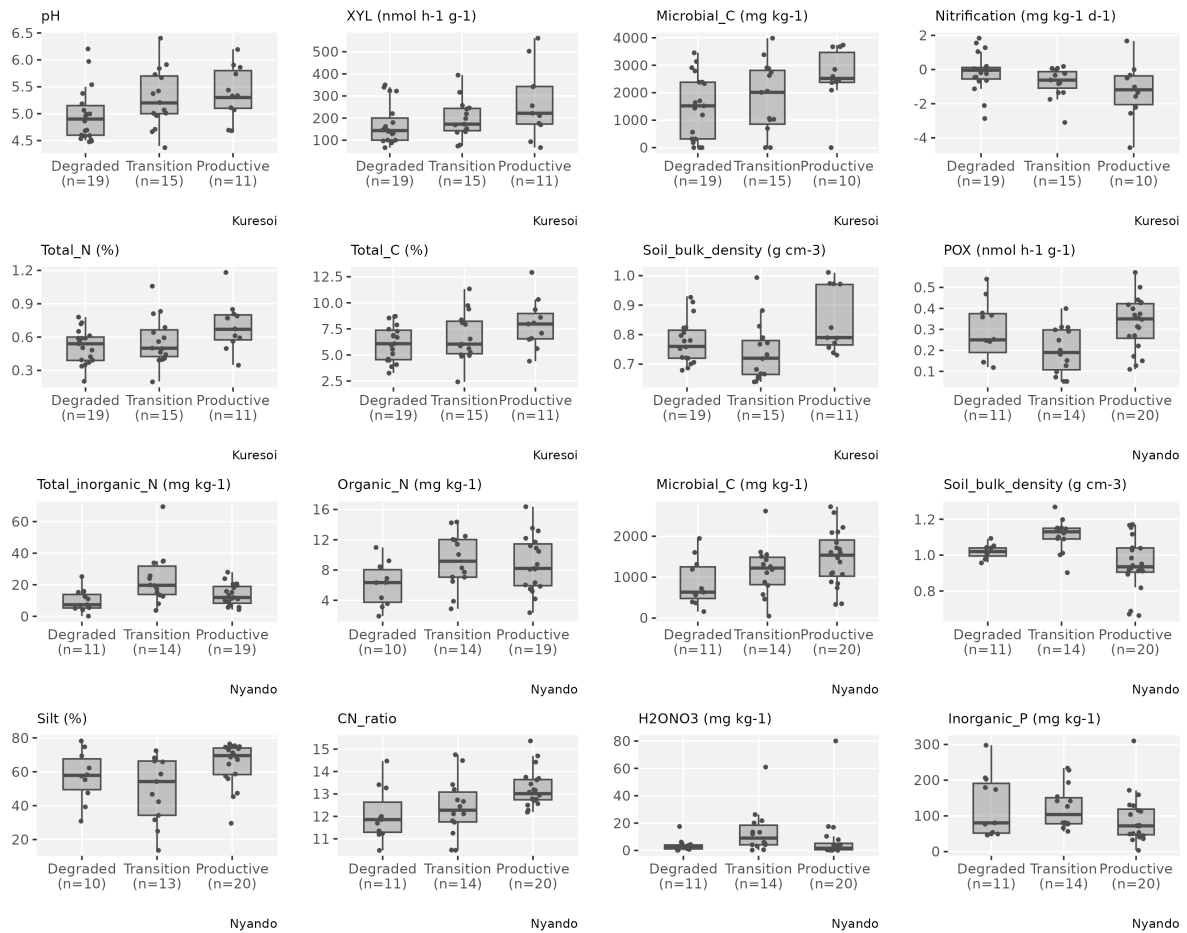 pH
6.5
6.0
5.5
5.0
4.5
Degraded (n=19)
Transition (n=15)
Productive (n=11)
Kuresoi
XYL (nmol h-1 g-1)
500
400
300
200
100
Degraded (n=19)
Transition (n=15)
Productive (n=11)
Kuresoi
Microbial_C (mg kg-1)
4000
3000
2000
1000
0
Degraded (n=19)
Transition (n=15)
Productive (n=10)
Kuresoi
Nitrification (mg kg-1 d-1)
2
0
-2
-4
Degraded (n=19)
Transition (n=15)
Productive (n=10)
Kuresoi
Total_N (%)
1.2
0.9
0.6
0.3
Degraded (n=19)
Transition (n=15)
Productive (n=11)
Kuresoi
Total_C (%)
12.5
10.0
7.5
5.0
2.5
Degraded (n=19)
Transition (n=15)
Productive (n=11)
Kuresoi
Soil_bulk_density (g cm-3)
1.0
0.9
0.8
0.7
Degraded (n=19)
Transition (n=15)
Productive (n=11)
Kuresoi
POX (nmol h-1 g-1)
0.5
0.4
0.3
0.2
0.1
Degraded (n=11)
Transition (n=14)
Productive (n=20)
Nyando
Total_inorganic_N (mg kg-1)
60
40
20
0
Degraded (n=11)
Transition (n=14)
Productive (n=19)
Nyando
Organic_N (mg kg-1)
16
12
8
4
Degraded (n=10)
Transition (n=14)
Productive (n=19)
Nyando
Microbial_C (mg kg-1)
2000
1000
0
Degraded (n=11)
Transition (n=14)
Productive (n=20)
Nyando
Soil_bulk_density (g cm-3)
1.2
1.0
0.8
Degraded (n=11)
Transition (n=14)
Productive (n=20)
Nyando
Silt (%)
80
60
40
20
Degraded (n=10)
Transition (n=13)
Productive (n=20)
Nyando
CN_ratio
15
14
13
12
11
Degraded (n=11)
Transition (n=14)
Productive (n=20)
Nyando
H2ONO3 (mg kg-1)
80
60
40
20
0
Degraded (n=11)
Transition (n=14)
Productive (n=20)
Nyando
Inorganic_P (mg kg-1)
300
200
100
0
Degraded (n=11)
Transition (n=14)
Productive (n=20)
Nyando